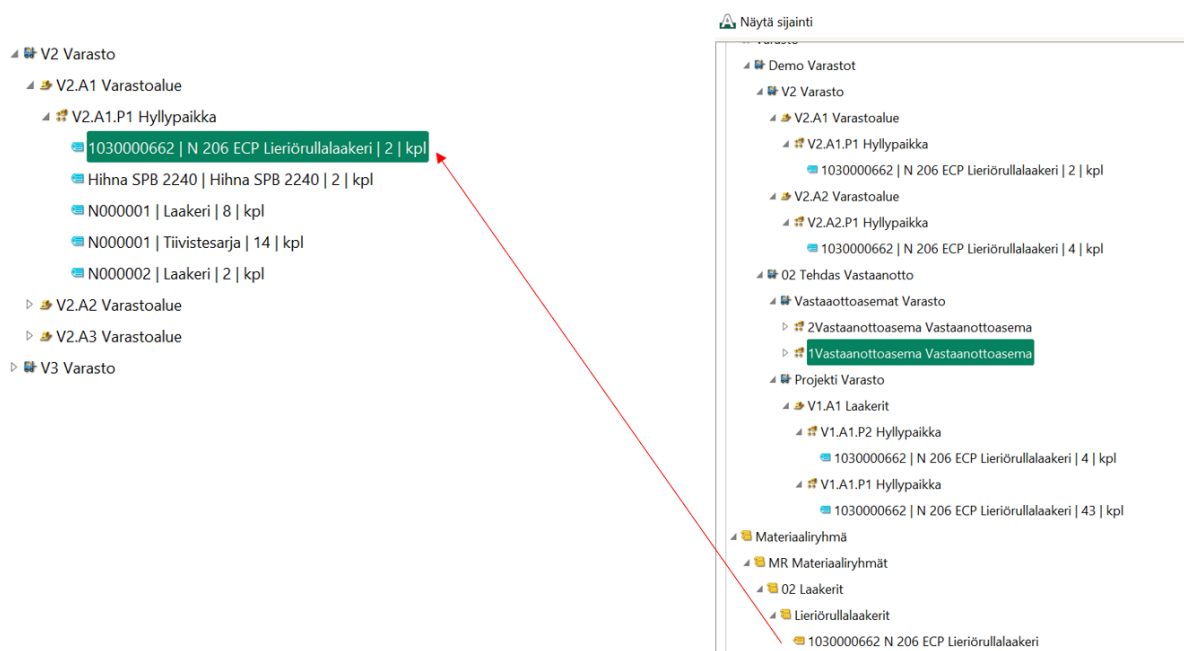 V2 Varasto
V2.A1 Varastoalue
V2.A1.P1 Hyllypaikka
1030000662 | N 206 ECP Lieriörullalaakeri | 2 | kpl
Hihna SPB 2240 | Hihna SPB 2240 | 2 | kpl
N000001 | Laakeri | 8 | kpl
N000001 | Tiivistesarja | 14 | kpl
N000002 | Laakeri | 2 | kpl
V2.A2 Varastoalue
V2.A3 Varastoalue
V3 Varasto
Näytä sijainti
Varasto
Demo Varastot
V2 Varasto
V2.A1 Varastoalue
V2.A1.P1 Hyllypaikka
1030000662 | N 206 ECP Lieriörullalaakeri | 2 | kpl
V2.A2 Varastoalue
V2.A2.P1 Hyllypaikka
1030000662 | N 206 ECP Lieriörullalaakeri | 4 | kpl
02 Tehdas Vastaanotto
Vastaaottoasemat Varasto
2Vastaanottoasema Vastaanottoasema
1Vastaanottoasema Vastaanottoasema
Projekti Varasto
V1.A1 Laakerit
V1.A1.P2 Hyllypaikka
1030000662 | N 206 ECP Lieriörullalaakeri | 4 | kpl
V1.A1.P1 Hyllypaikka
1030000662 | N 206 ECP Lieriörullalaakeri | 43 | kpl
Materiaaliryhmä
MR Materiaaliryhmät
02 Laakerit
Lieriörullalaakerit
1030000662 N 206 ECP Lieriörullalaakeri